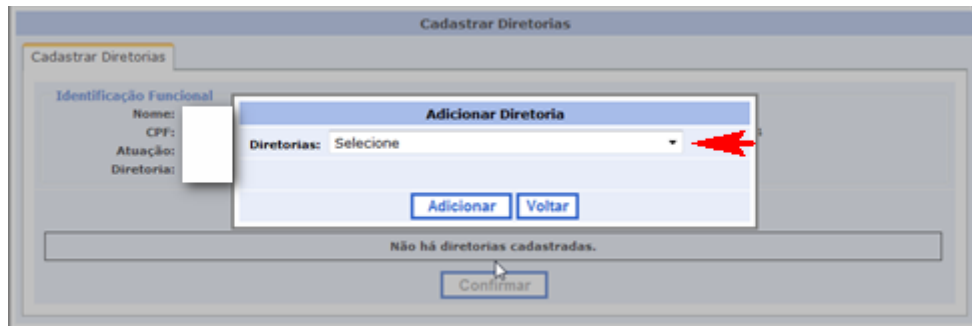 Cadastrar Diretorias
Cadastrar Diretorias
Identificação Funcional
Nome:
CPF:
Atuação:
Diretoria:
Adicionar Diretoria
Diretorias: Selecione
Adicionar Voltar
Não há diretorias cadastradas.
Confirmar